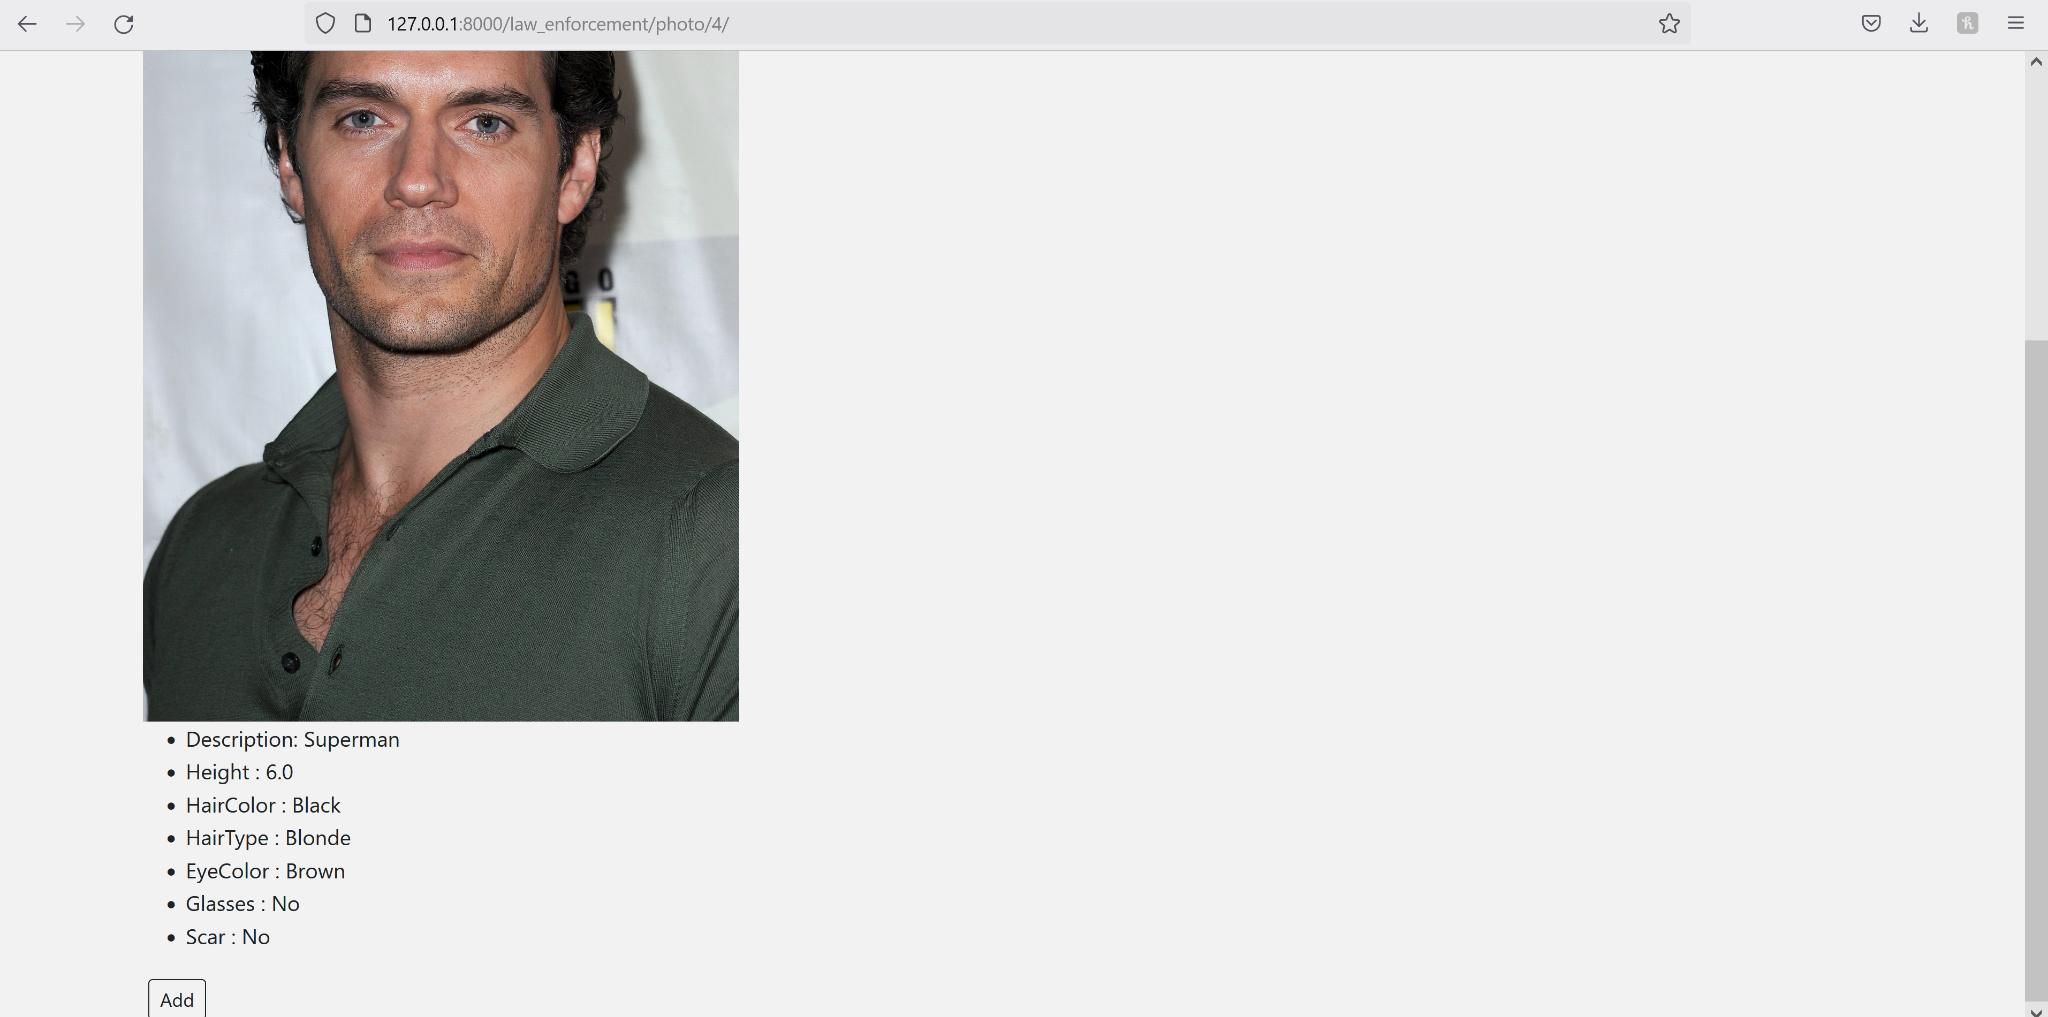 127.0.0.1:8000/law_enforcement/photo/4/
G O
Description: Superman
Height : 6.0
HairColor : Black
HairType : Blonde
EyeColor : Brown
Glasses : No
Scar : No
Add